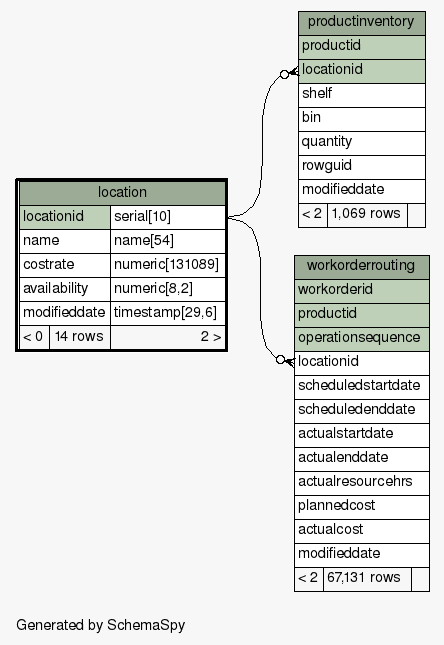 productinventory
productid
locationid
shelf
bin
quantity
rowguid
modifieddate
< 2 1,069 rows
location
locationid serial[10]
name name[54]
costrate numeric[131089]
availability numeric[8,2]
modifieddate timestamp[29,6]
< 0 14 rows 2 >
workorderrouting
workorderid
productid
operationsequence
locationid
scheduledstartdate
scheduledenddate
actualstartdate
actualenddate
actualresourcehrs
plannedcost
actualcost
modifieddate
< 2 67,131 rows
Generated by SchemaSpy